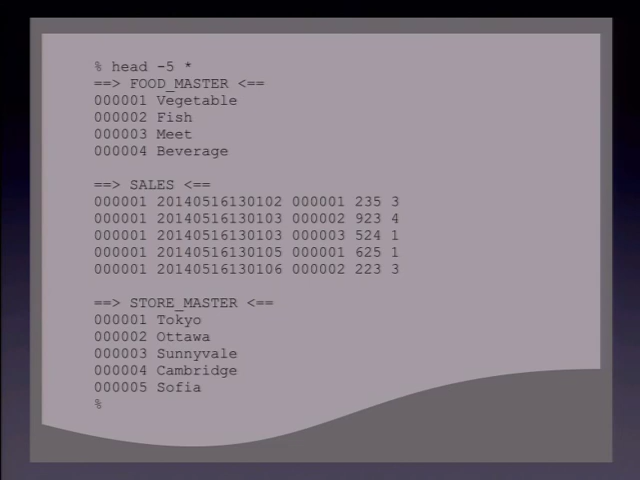 % head -5 *
==> FOOD_MASTER <==
000001 Vegetable
000002 Fish
000003 Meet
000004 Beverage
==> SALES <==
000001 20140516130102 000001 235 3
000001 20140516130103 000002 923 4
000001 20140516130103 000003 524 1
000001 20140516130105 000001 625 1
000001 20140516130106 000002 223 3
==> STORE_MASTER <==
000001 Tokyo
000002 Ottawa
000003 Sunnyvale
000004 Cambridge
000005 Sofia
%